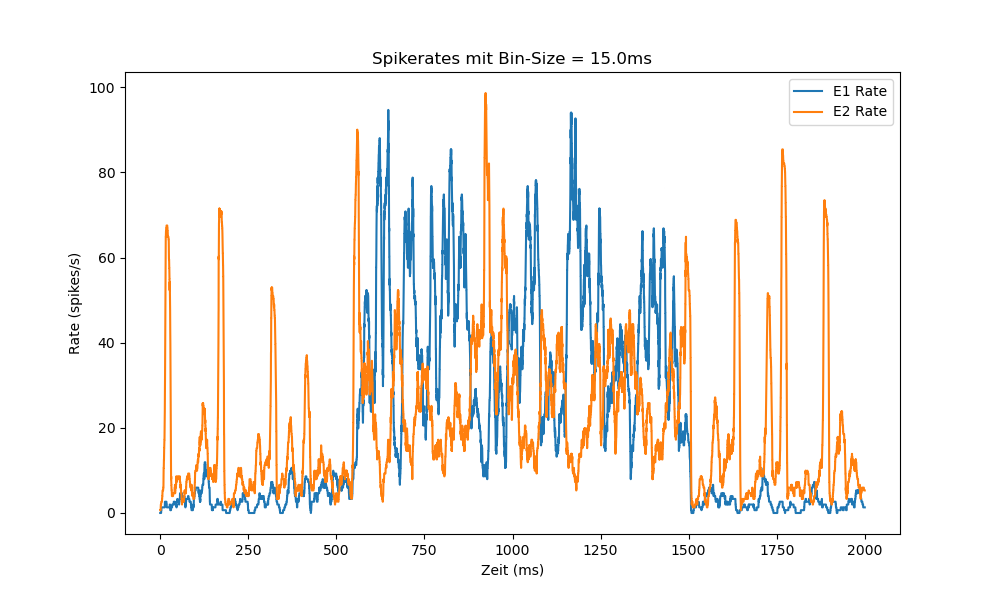 Spikerates mit Bin-Size = 15.0ms
E1 Rate
E2 Rate
Rate (spikes/s)
100
80
60
40
20
0
0 250 500 750 1000 1250 1500 1750 2000
Zeit (ms)